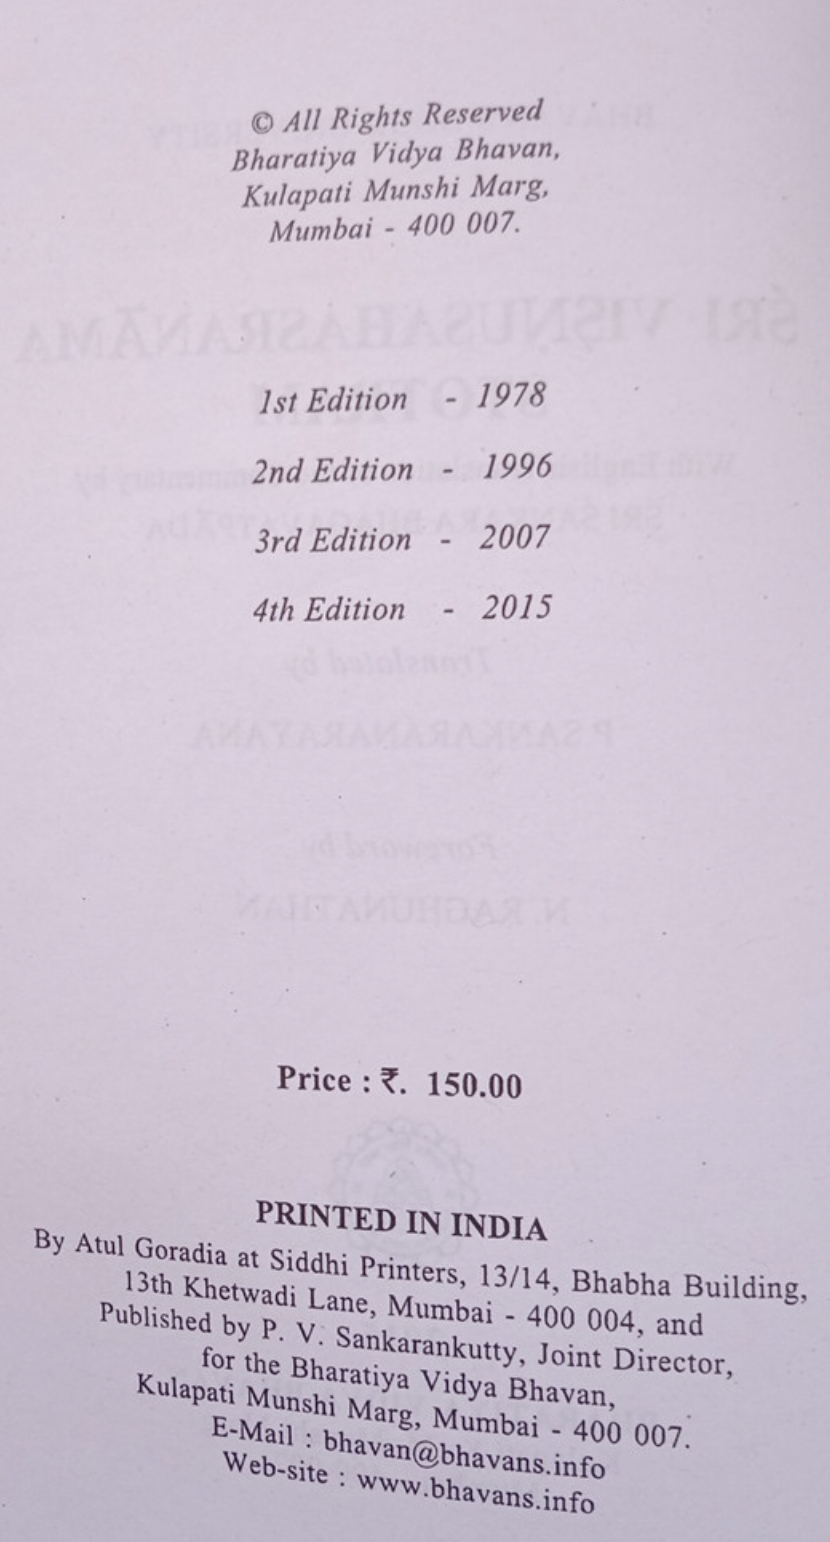 © All Rights Reserved
Bharatiya Vidya Bhavan,
Kulapati Munshi Marg,
Mumbai - 400 007.
1st Edition - 1978
2nd Edition - 1996
3rd Edition - 2007
4th Edition - 2015
Price : ₹. 150.00
PRINTED IN INDIA
By Atul Goradia at Siddhi Printers, 13/14, Bhabha Building,
13th Khetwadi Lane, Mumbai - 400 004, and
Published by P. V. Sankarankutty, Joint Director,
for the Bharatiya Vidya Bhavan,
Kulapati Munshi Marg, Mumbai - 400 007.
E-Mail : bhavan@bhavans.info
Web-site : www.bhavans.info